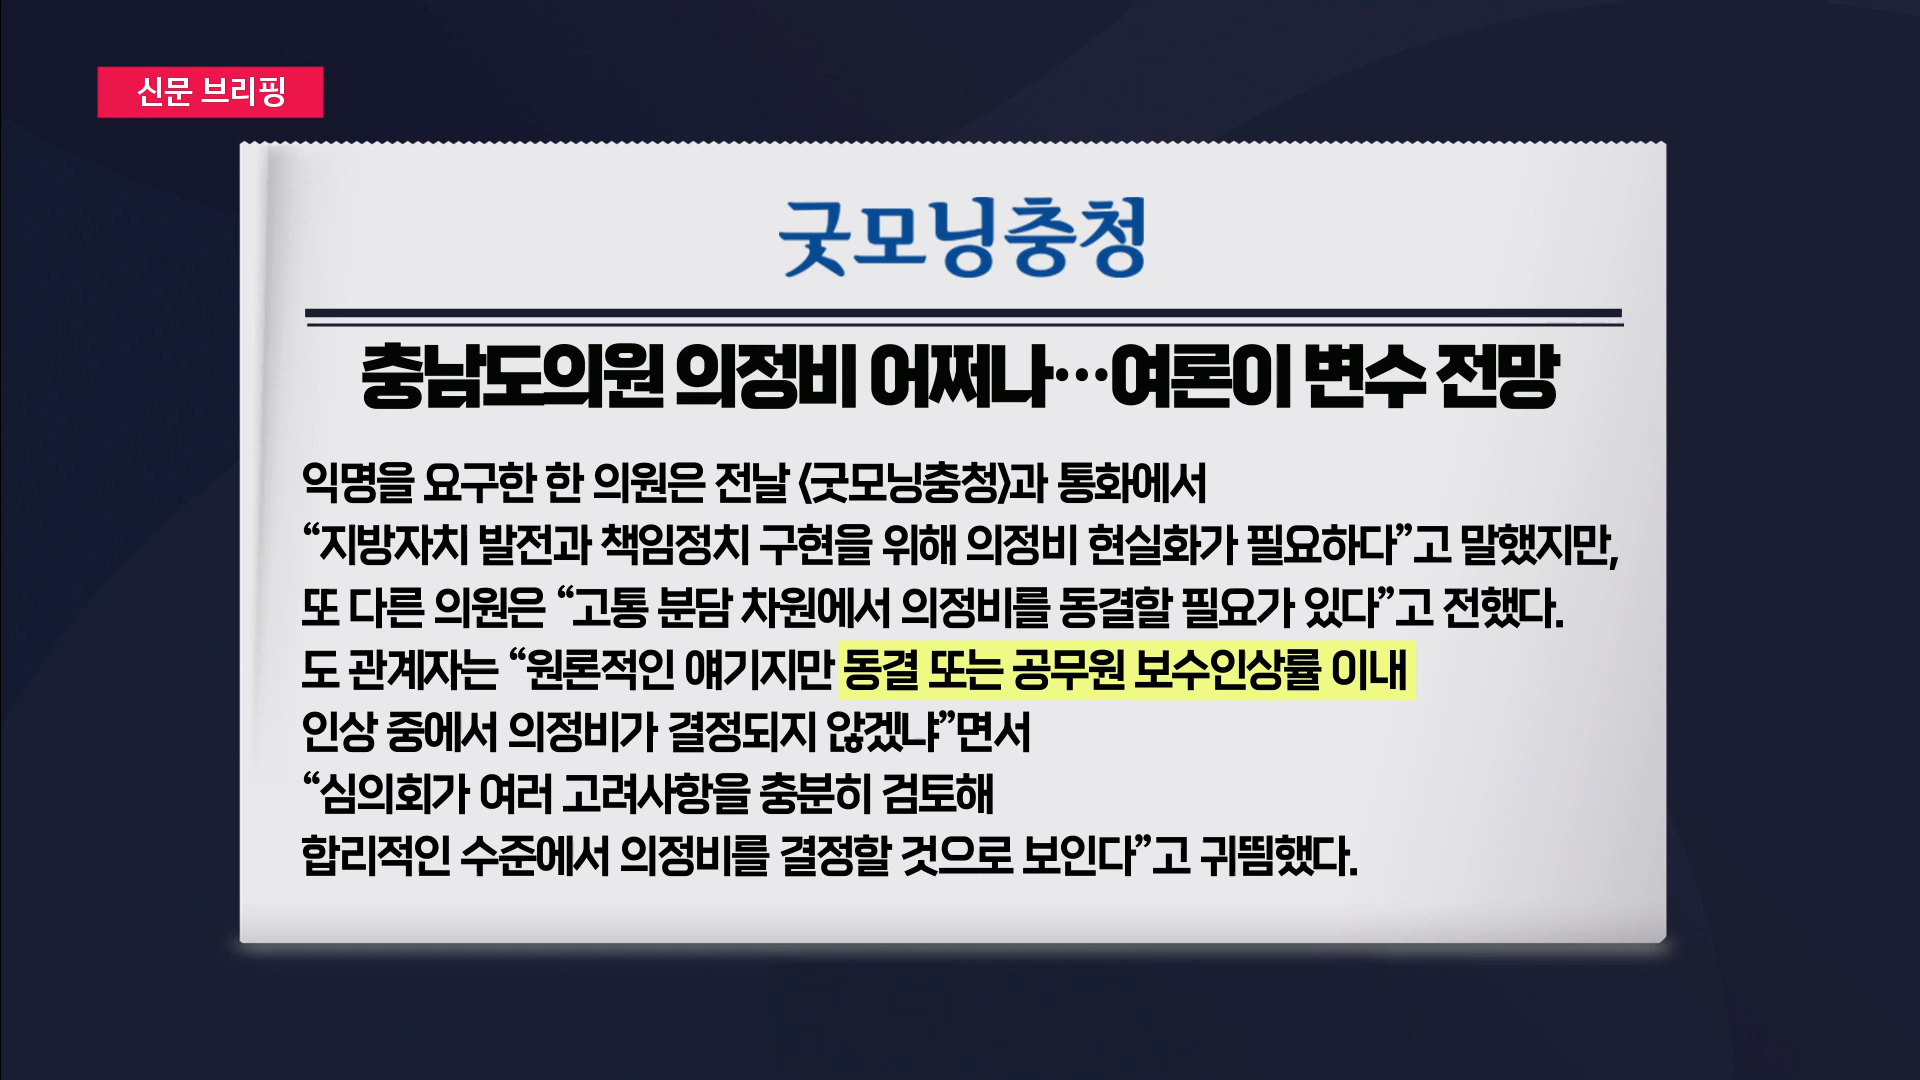 신문 브리핑
굿모닝충청
충남도의원 의정비 어쩌나…여론이 변수 전망
익명을 요구한 한 의원은 전날 〈굿모닝충청〉과 통화에서
“지방자치 발전과 책임정치 구현을 위해 의정비 현실화가 필요하다”고 말했지만,
또 다른 의원은 “고통 분담 차원에서 의정비를 동결할 필요가 있다”고 전했다.
도 관계자는 “원론적인 얘기지만 동결 또는 공무원 보수인상률 이내
인상 중에서 의정비가 결정되지 않겠냐”면서
“심의회가 여러 고려사항을 충분히 검토해
합리적인 수준에서 의정비를 결정할 것으로 보인다”고 귀띔했다.